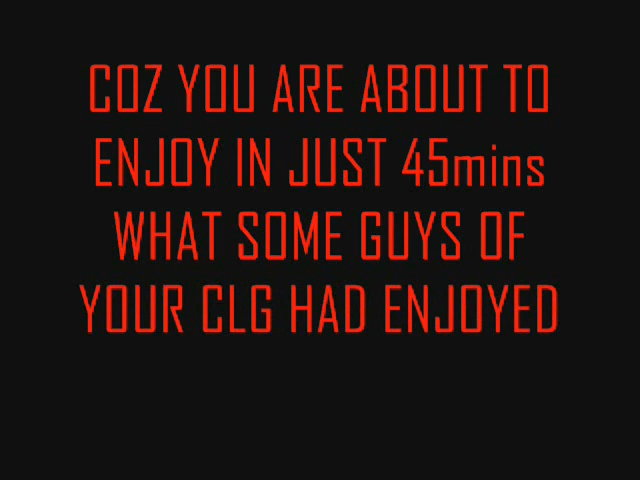 COZ YOU ARE ABOUT TO
ENJOY IN JUST 45mins
WHAT SOME GUYS OF
YOUR CLG HAD ENJOYED